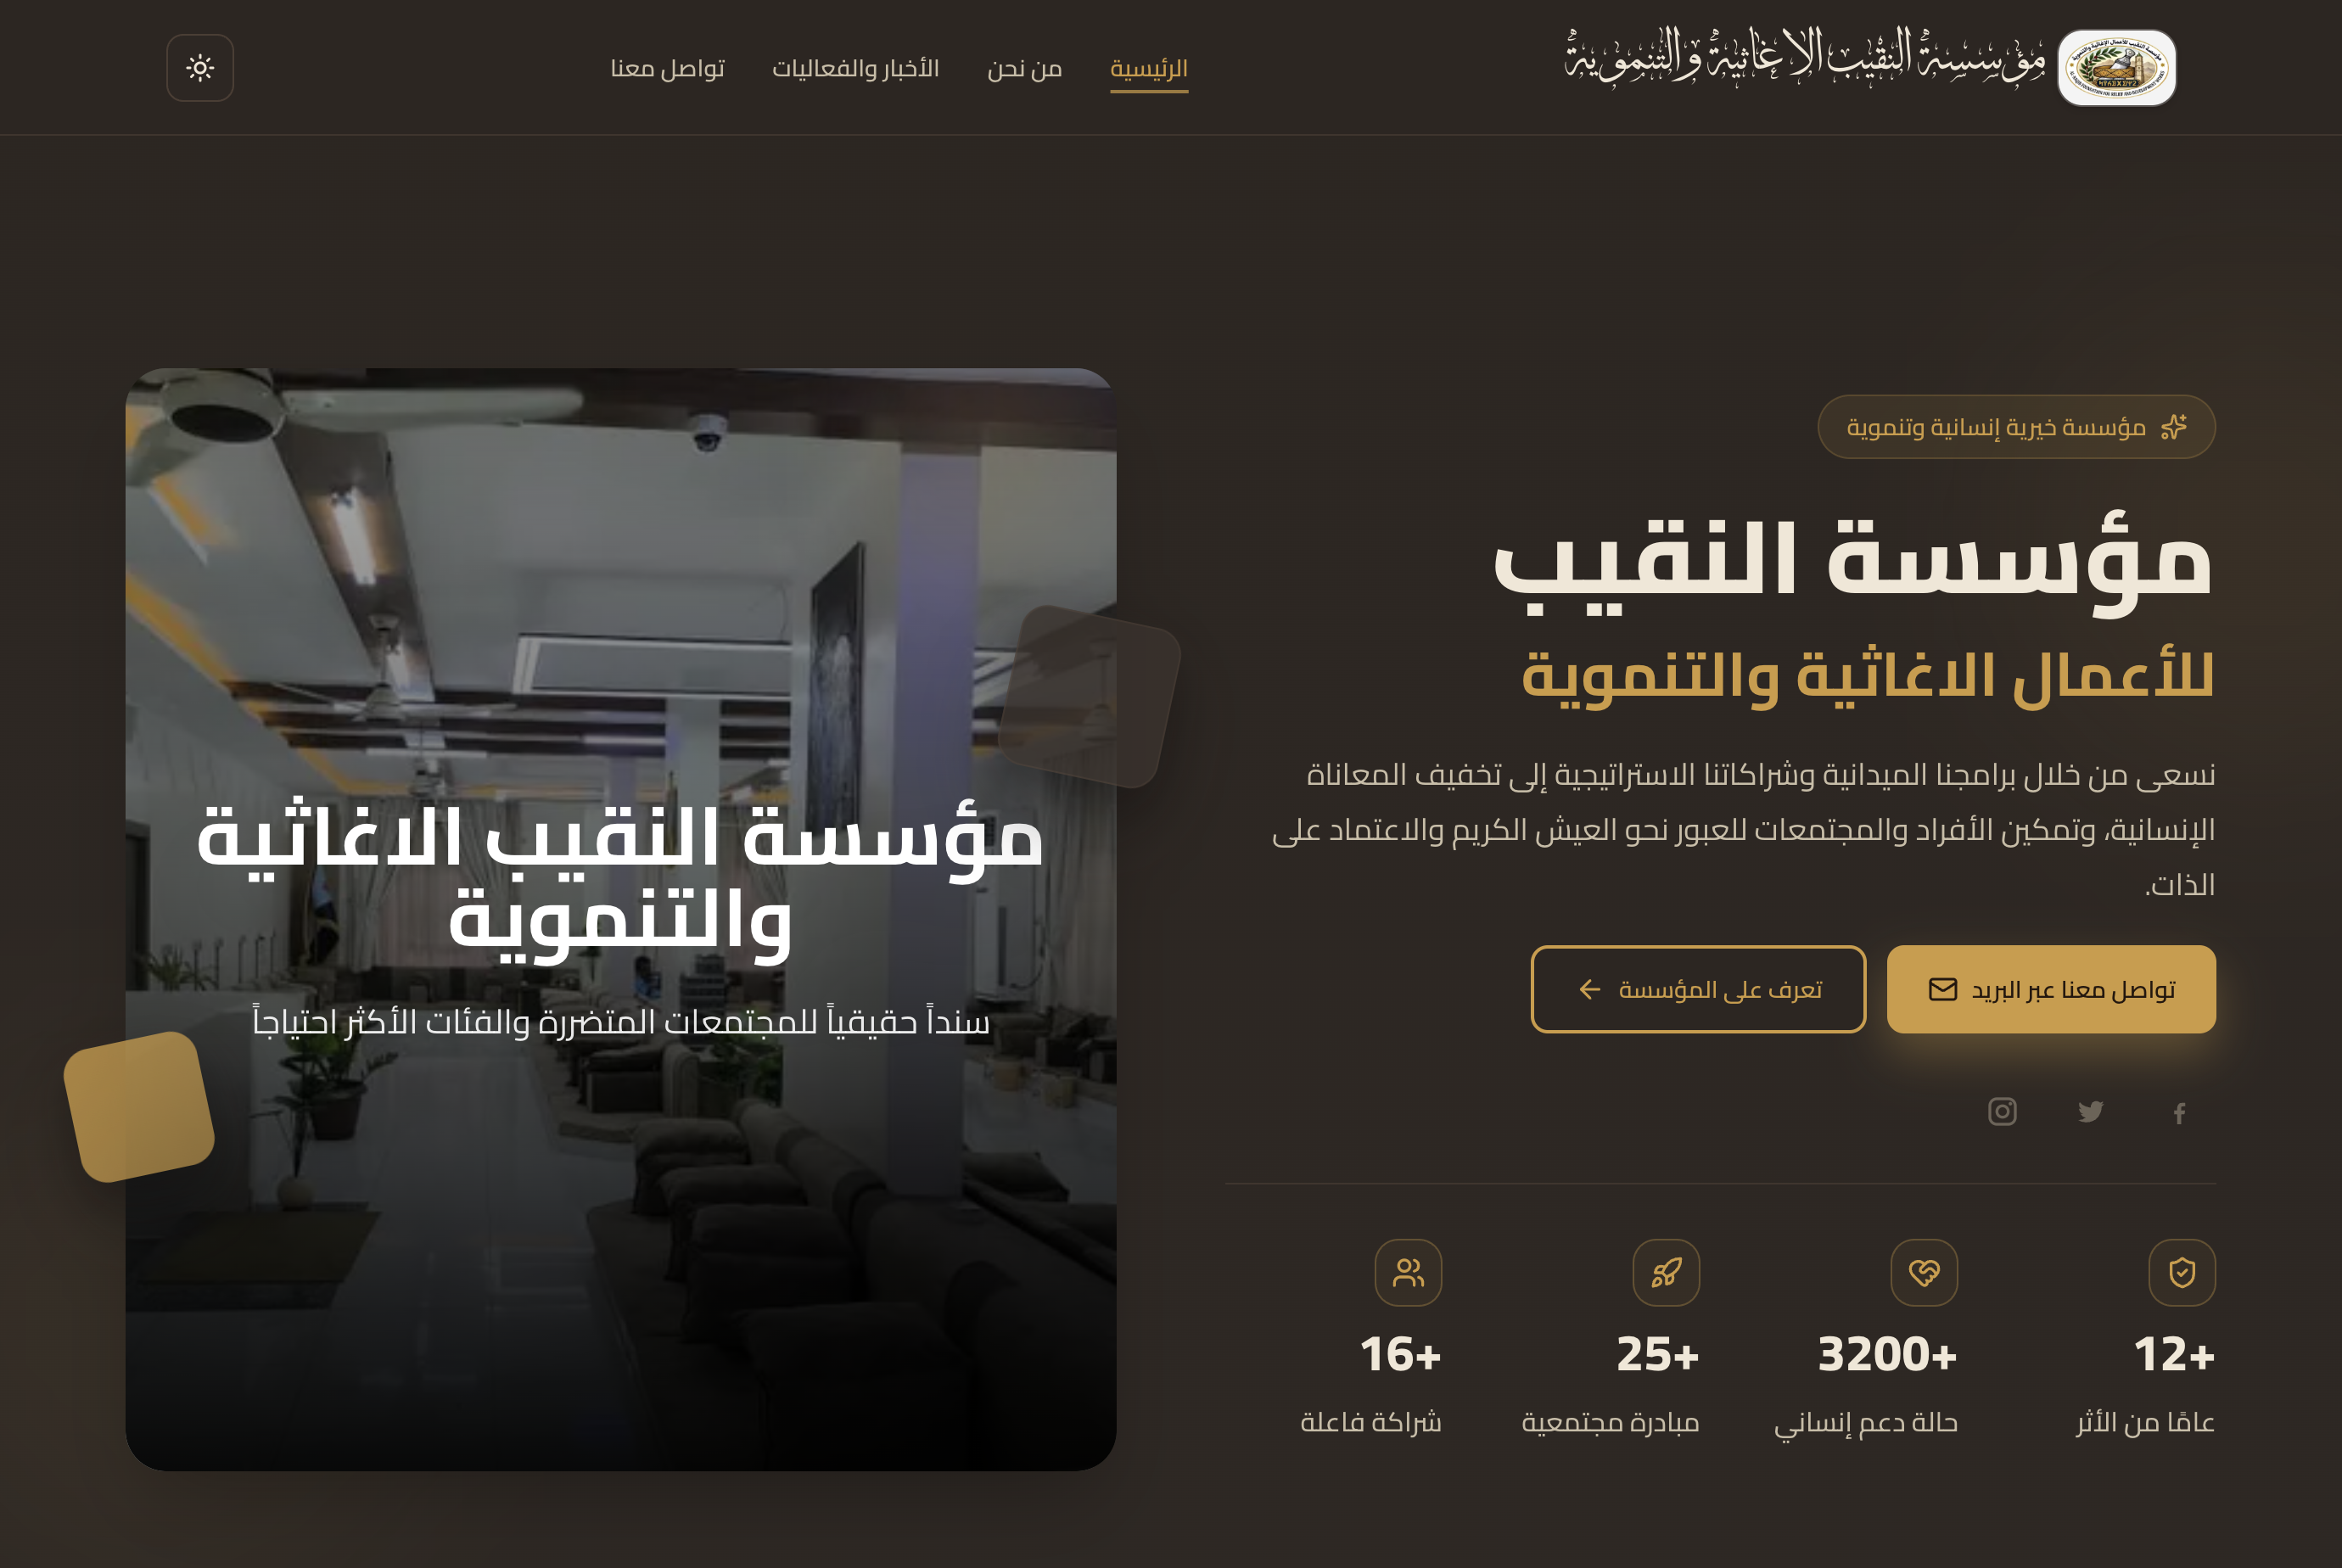 مؤسسة النقيب الاغاثية والتنموية
الرئيسية
من نحن
الأخبار والفعاليات
تواصل معنا
مؤسسة خيرية إنسانية وتنموية
مؤسسة النقيب
للأعمال الاغاثية والتنموية
نسعى من خلال برامجنا الميدانية وشراكاتنا الاستراتيجية إلى تخفيف المعاناة
الإنسانية، وتمكين الأفراد والمجتمعات للعبور نحو العيش الكريم والاعتماد على
الذات.
تواصل معنا عبر البريد
تعرف على المؤسسة
+12
عامًا من الأثر
+3200
حالة دعم إنساني
+25
مبادرة مجتمعية
+16
شراكة فاعلة
مؤسسة النقيب الاغاثية
والتنموية
سنداً حقيقياً للمجتمعات المتضررة والفئات الأكثر احتياجاً